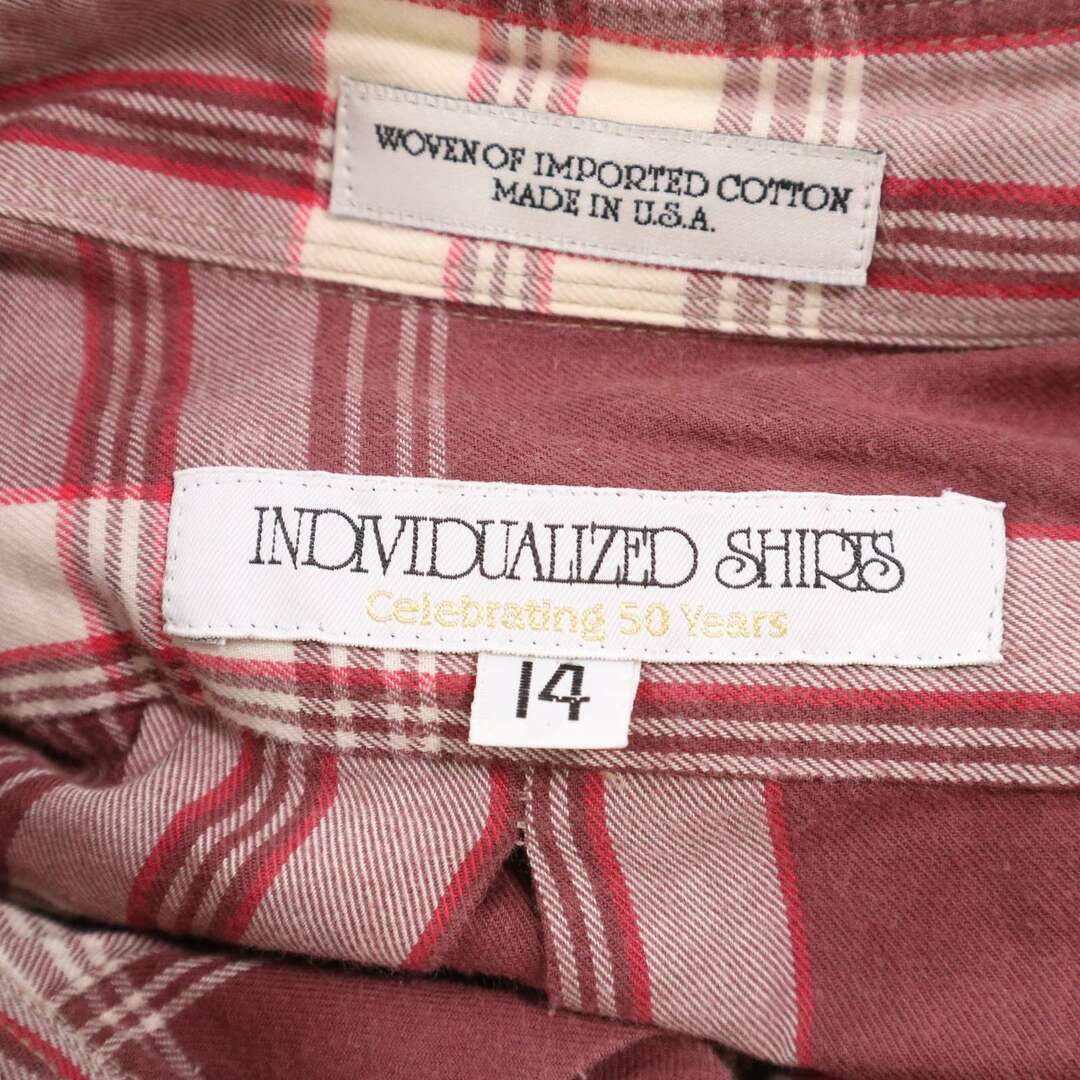 WOVEN OF IMPORTED COTTON
MADE IN U.S.A.
INDIVIDUALIZED SHIRTS
Celebrating 50 Years
14